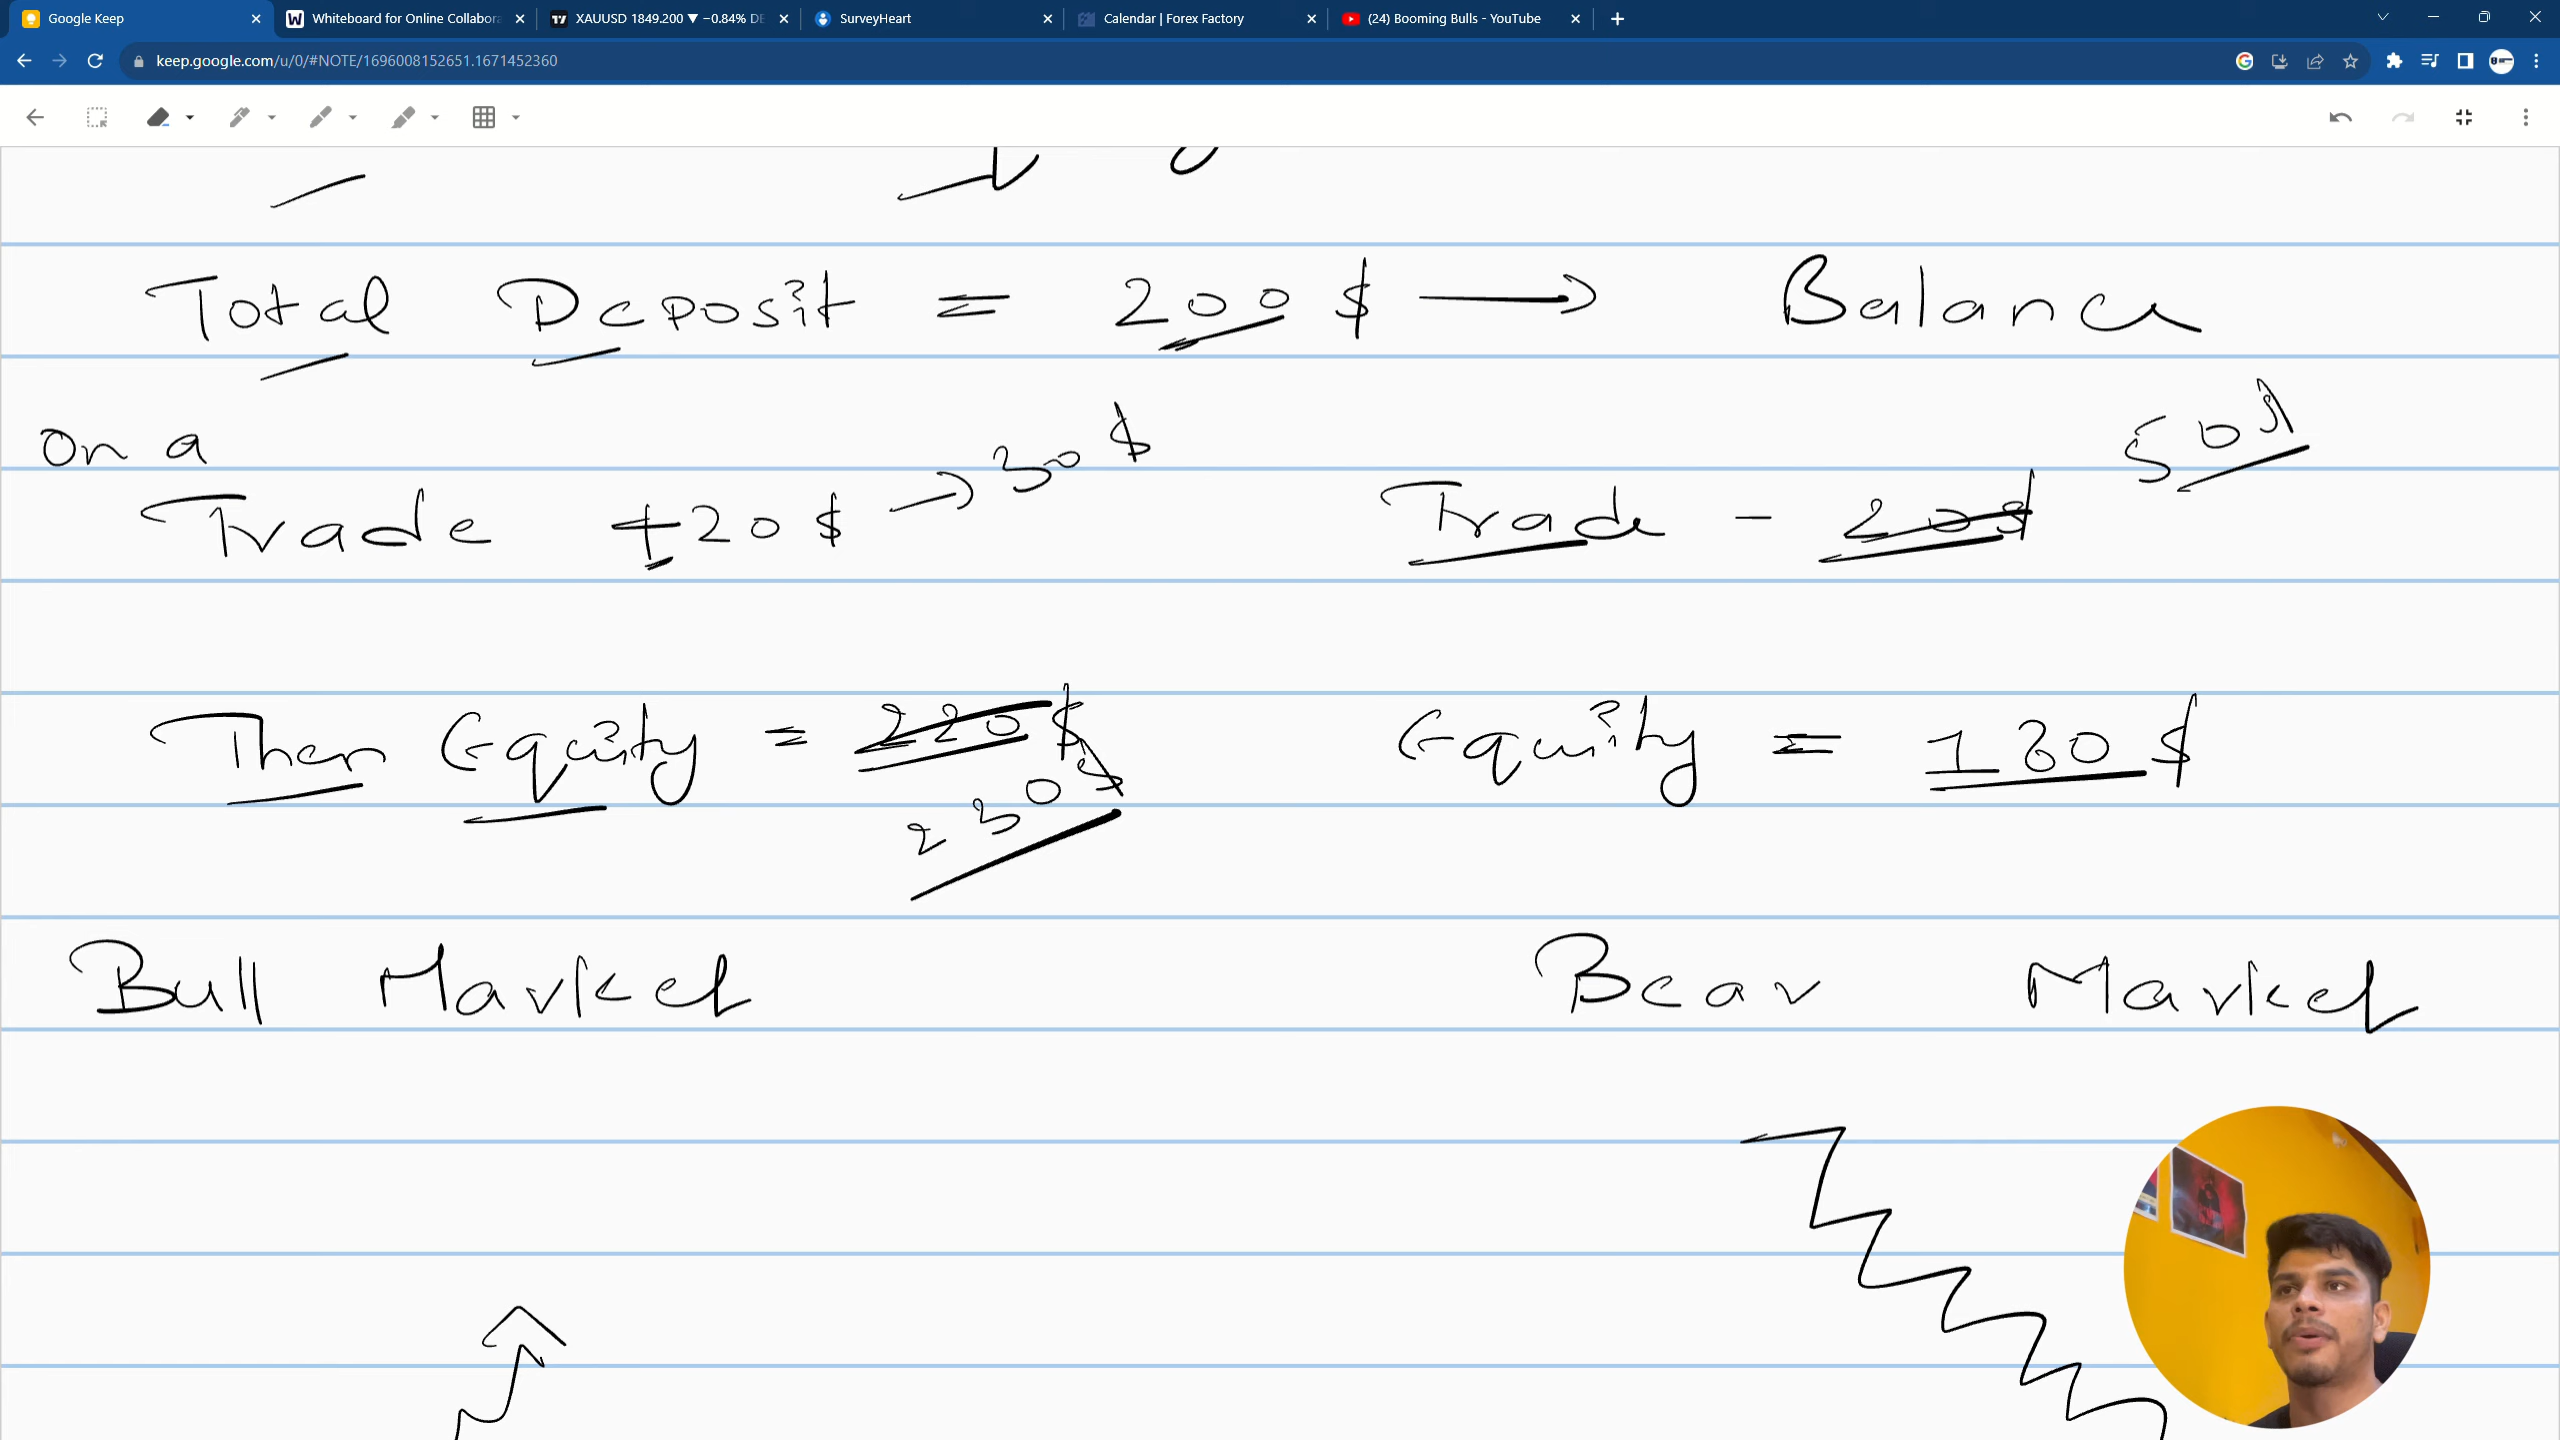 Google Keep
Whiteboard for Online Collabora
XAUUSD 1849.200 ▼ −0.84% DE
SurveyHeart
Calendar | Forex Factory
(24) Booming Bulls - YouTube
keep.google.com/u/0/#NOTE/1696008152651.1671452360
Total Deposit = 200 $ → Balance
on a
Trade +20 $ → 30 $
Trade - 20$ 50$
Then Equity = 220$
230$
Equity = 180 $
Bull Market
Bear Market